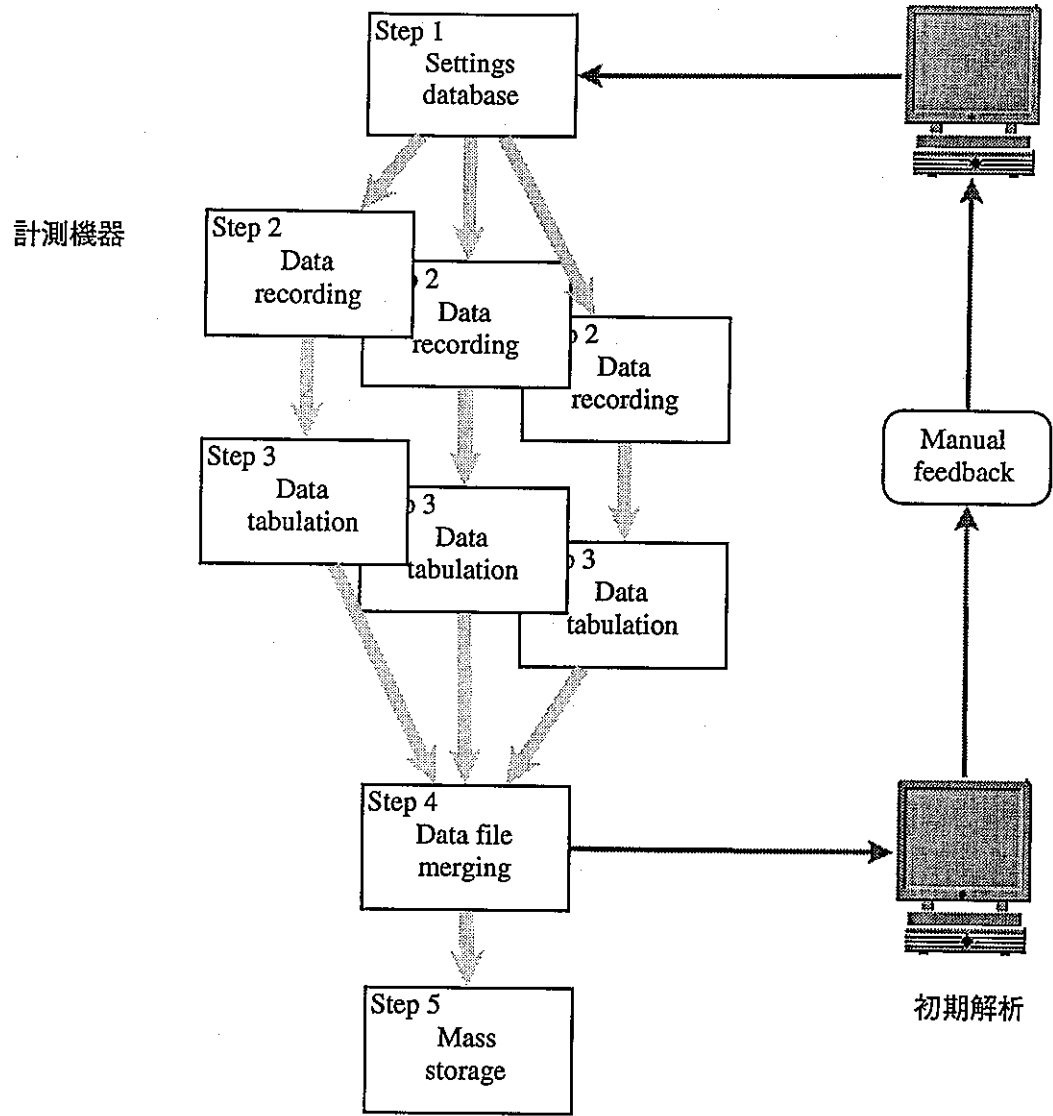 Step 1
Settings
database
計測機器
Step 2
Data
recording
p 2
Data
recording
p 2
Data
recording
Manual
feedback
Step 3
Data
tabulation
p 3
Data
tabulation
p 3
Data
tabulation
Step 4
Data file
merging
初期解析
Step 5
Mass
storage